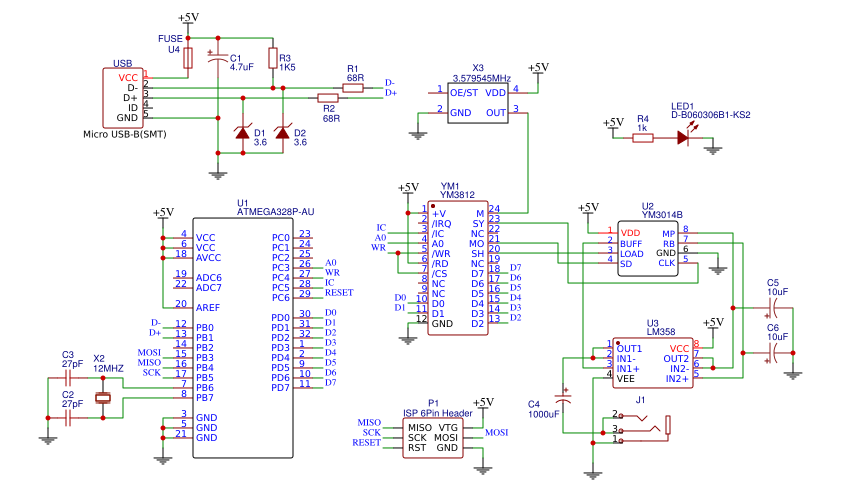 +5V
FUSE
U4
C1
4.7uF
R3
1K5
USB
VCC 1
D- 2
D+ 3
ID 4
GND 5
Micro USB-B(SMT)
R1
68R
D-
D+
R2
68R
D1
3.6
D2
3.6
X3
3.579545MHz
+5V
1 OE/ST VDD 4
2 GND OUT 3
LED1
D-B060306B1-KS2
+5V
R4
1k
U1
ATMEGA328P-AU
+5V
4 VCC PC0 23
6 VCC PC1 24
18 AVCC PC2 25
PC3 26 A0
19 ADC6 PC4 27 WR
22 ADC7 PC5 28 IC
PC6 29 RESET
20 AREF
PD0 30 D0
D- 12 PB0 PD1 31 D1
D+ 13 PB1 PD2 32 D2
14 PB2 PD3 1 D3
MOSI 15 PB3 PD4 2 D4
MISO 16 PB4 PD5 9 D5
SCK 17 PB5 PD6 10 D6
7 PB6 PD7 11 D7
8 PB7
3 GND
5 GND
21 GND
C3
27pF
X2
12MHZ
C2
27pF
YM1
YM3812
+5V
1 +V M 24
2 /IRQ SY 23
IC 3 /IC NC 22
A0 4 A0 MO 21
WR 5 /WR SH 20
6 /RD NC 19
7 /CS D7 18 D7
8 NC D6 17 D6
9 NC D5 16 D5
D0 10 D0 D4 15 D4
D1 11 D1 D3 14 D3
12 GND D2 13 D2
U2
YM3014B
+5V
1 VDD MP 8
2 BUFF RB 7
3 LOAD GND 6
4 SD CLK 5
C5
10uF
C6
10uF
U3
LM358
+5V
1 OUT1 VCC 8
2 IN1- OUT2 7
3 IN1+ IN2- 6
4 VEE IN2+ 5
C4
1000uF
J1
2
3
1
P1
ISP 6Pin Header
+5V
MISO 1 MISO VTG 2
SCK 3 SCK MOSI 4 MOSI
RESET 5 RST GND 6